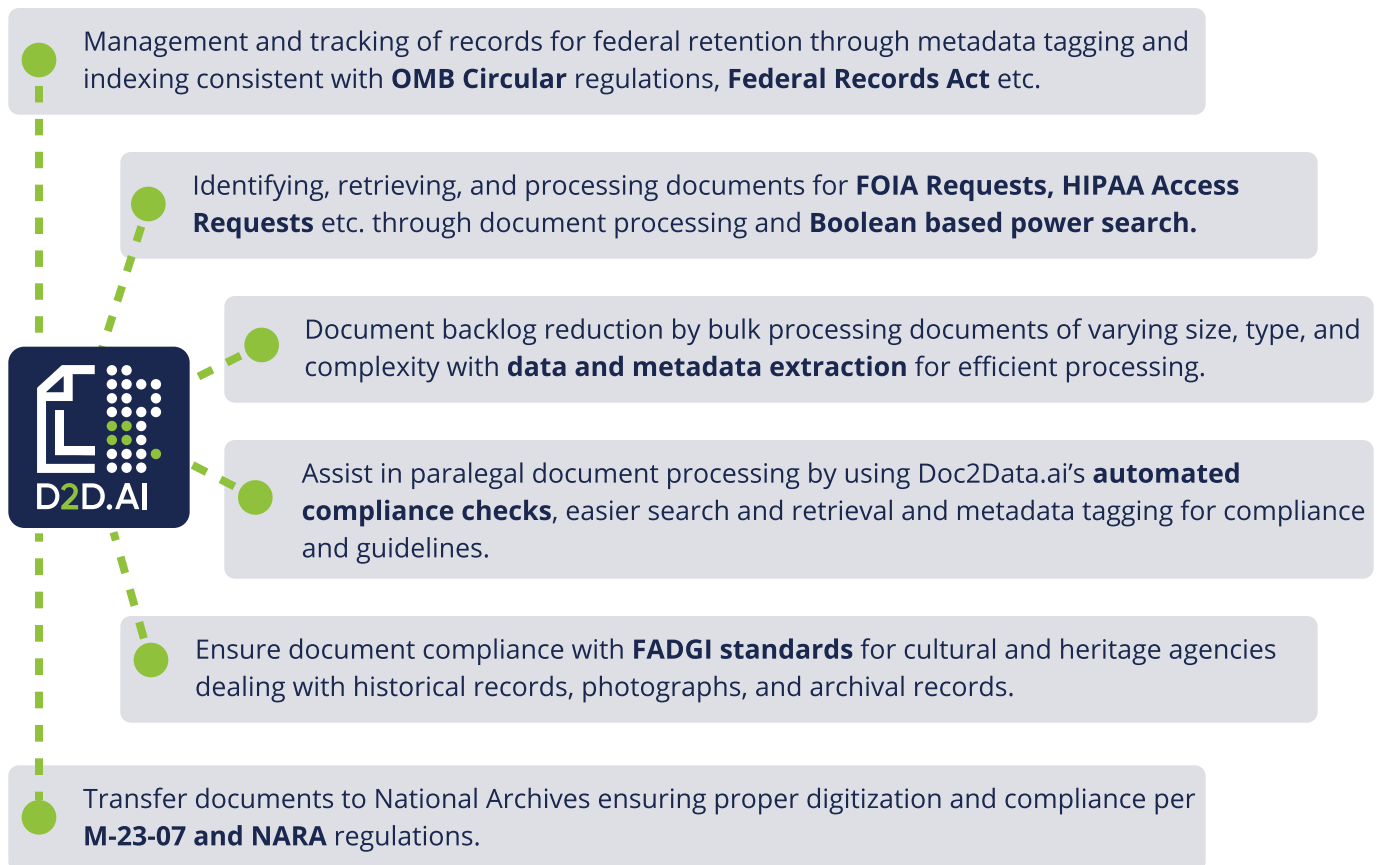 Management and tracking of records for federal retention through metadata tagging and
indexing consistent with OMB Circular regulations, Federal Records Act etc.
Identifying, retrieving, and processing documents for FOIA Requests, HIPAA Access
Requests etc. through document processing and Boolean based power search.
Document backlog reduction by bulk processing documents of varying size, type, and
complexity with data and metadata extraction for efficient processing.
D2D.AI
Assist in paralegal document processing by using Doc2Data.ai’s automated
compliance checks, easier search and retrieval and metadata tagging for compliance
and guidelines.
Ensure document compliance with FADGI standards for cultural and heritage agencies
dealing with historical records, photographs, and archival records.
Transfer documents to National Archives ensuring proper digitization and compliance per
M-23-07 and NARA regulations.